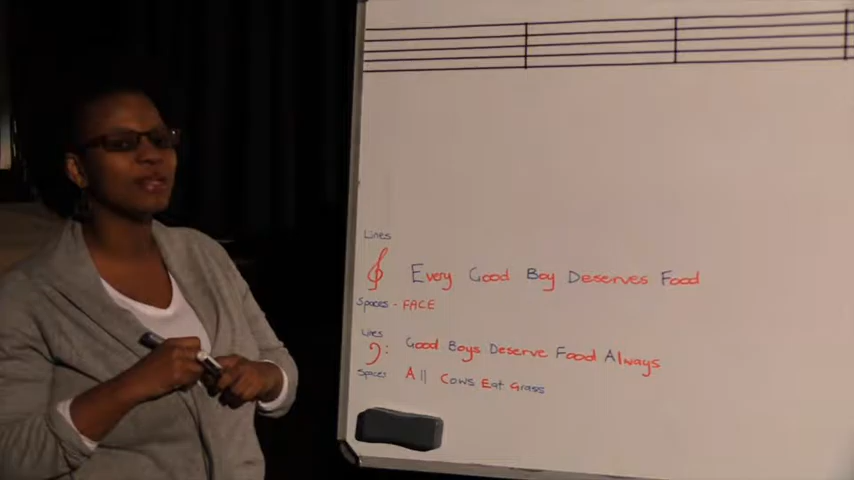 Lines
Every Good Boy Deserves Food
Spaces - FACE
Lines
Good Boys Deserve Food Always
Spaces All Cows Eat Grass